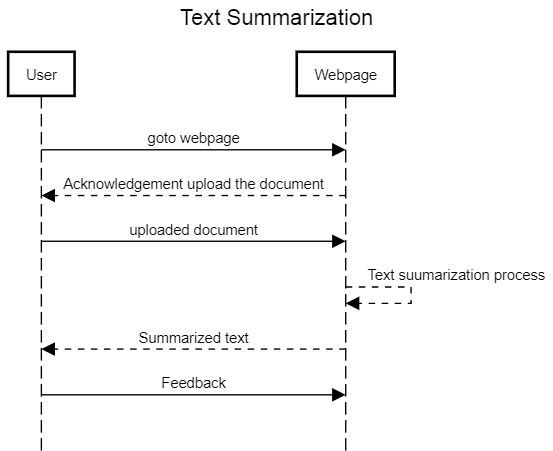 Text Summarization
User
Webpage
goto webpage
Acknowledgement upload the document
uploaded document
Text suumarization process
Summarized text
Feedback